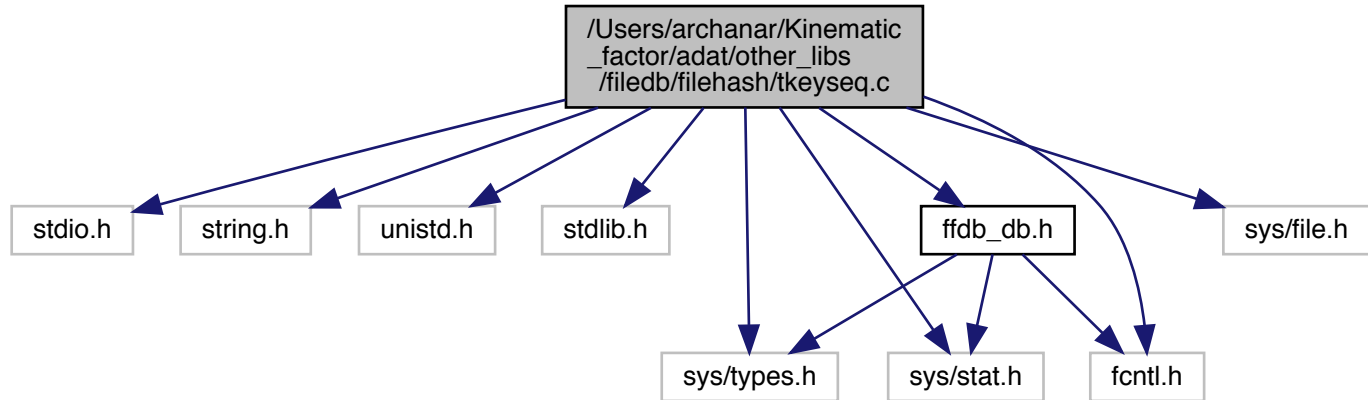 /Users/archanar/Kinematic
_factor/adat/other_libs
/filedb/filehash/tkeyseq.c
stdio.h
string.h
unistd.h
stdlib.h
ffdb_db.h
sys/file.h
sys/types.h
sys/stat.h
fcntl.h